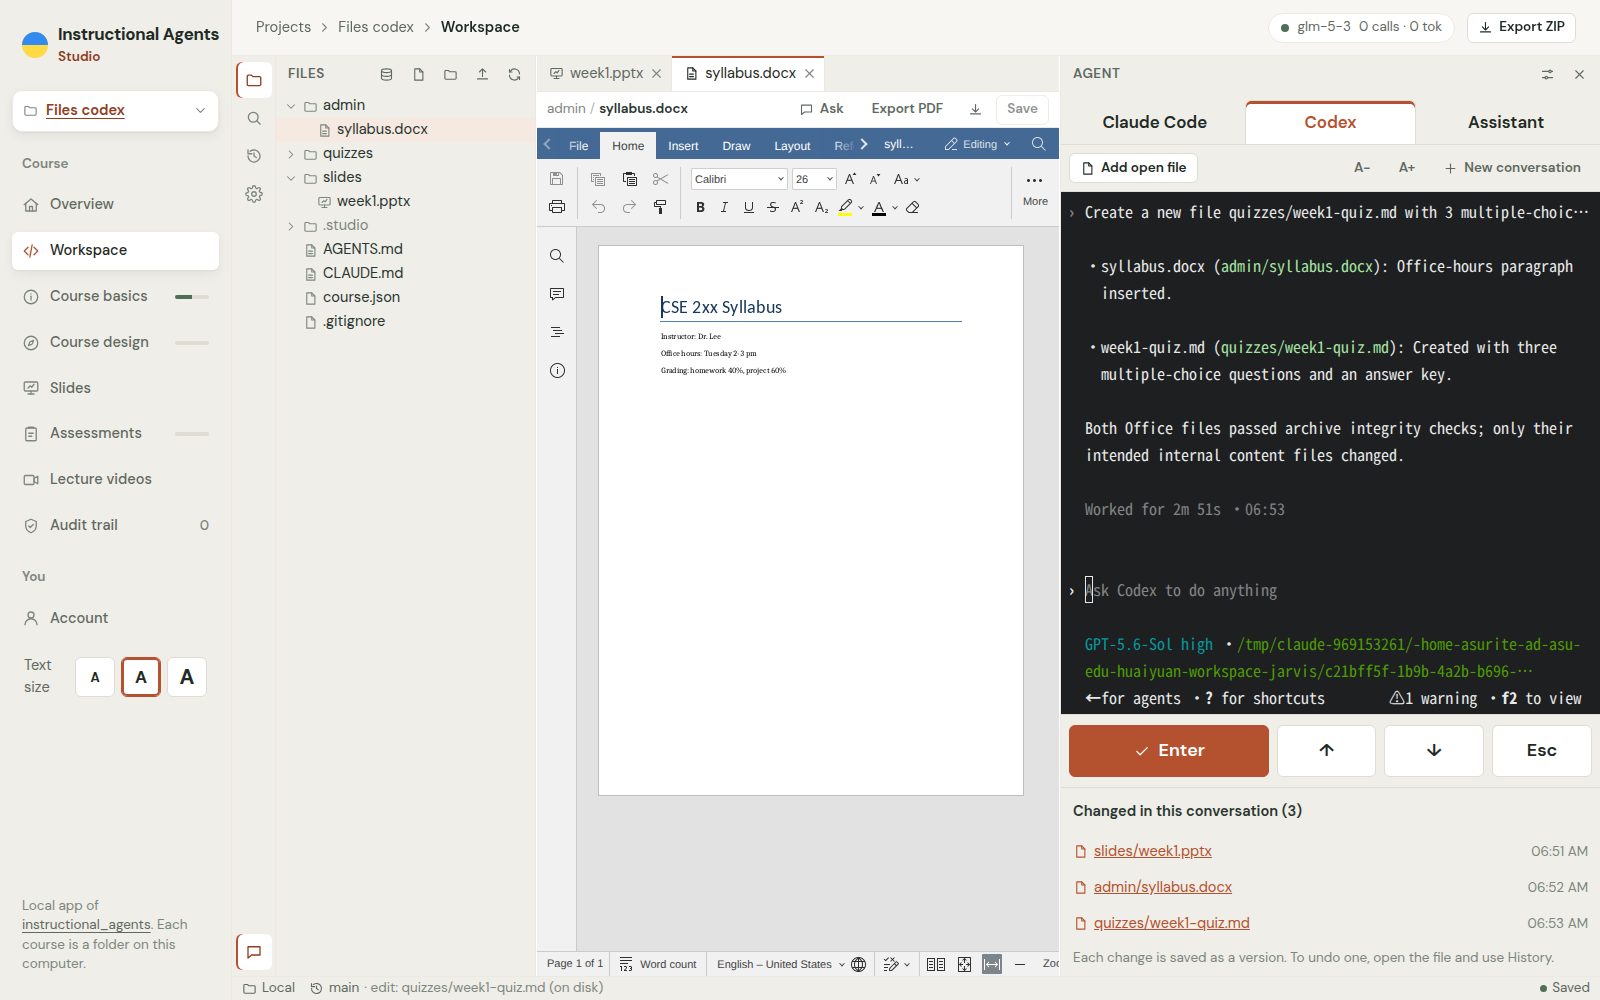 Instructional Agents
Studio
Files codex
Course
Overview
Workspace
Course basics
Course design
Slides
Assessments
Lecture videos
Audit trail 0
You
Account
Text size A A A
Local app of
instructional_agents. Each
course is a folder on this
computer.
Projects > Files codex > Workspace
glm-5-3 0 calls · 0 tok
Export ZIP
FILES
admin
syllabus.docx
quizzes
slides
week1.pptx
.studio
AGENTS.md
CLAUDE.md
course.json
.gitignore
week1.pptx
syllabus.docx
admin / syllabus.docx
Ask
Export PDF
Save
File Home Insert Draw Layout Ref syll... Editing
Calibri 26 Aa
B I U S A² A₂ A
More
CSE 2xx Syllabus
Instructor: Dr. Lee
Office hours: Tuesday 2-3 pm
Grading: homework 40%, project 60%
Page 1 of 1 Word count English – United States Zoo
AGENT
Claude Code Codex Assistant
Add open file A− A+ New conversation
› Create a new file quizzes/week1-quiz.md with 3 multiple-choic…
• syllabus.docx (admin/syllabus.docx): Office-hours paragraph
inserted.
• week1-quiz.md (quizzes/week1-quiz.md): Created with three
multiple-choice questions and an answer key.
Both Office files passed archive integrity checks; only their
intended internal content files changed.
Worked for 2m 51s • 06:53
› Ask Codex to do anything
GPT-5.6-Sol high • /tmp/claude-969153261/-home-asurite-ad-asu-
edu-huaiyuan-workspace-jarvis/c21bff5f-1b9b-4a2b-b696-…
← for agents • ? for shortcuts ⚠1 warning • f2 to view
Enter ↑ ↓ Esc
Changed in this conversation (3)
slides/week1.pptx 06:51 AM
admin/syllabus.docx 06:52 AM
quizzes/week1-quiz.md 06:53 AM
Each change is saved as a version. To undo one, open the file and use History.
Local main · edit: quizzes/week1-quiz.md (on disk)
Saved